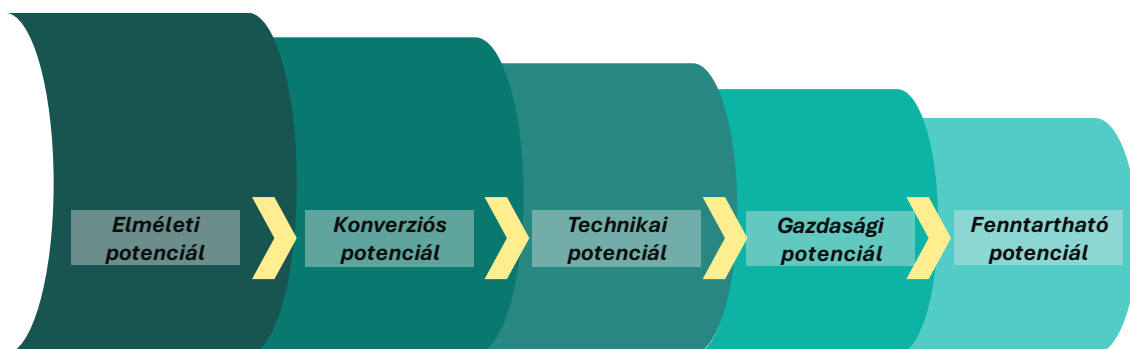 Elméleti
potenciál
Konverziós
potenciál
Technikai
potenciál
Gazdasági
potenciál
Fenntartható
potenciál